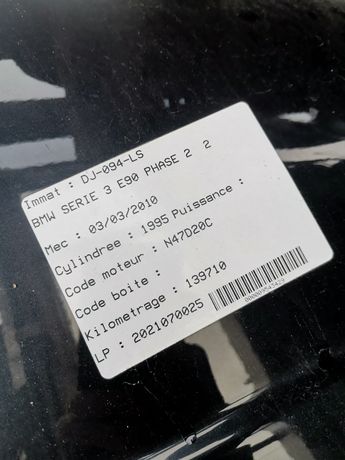 Immat : DJ-094-LS
BMW SERIE 3 E90 PHASE 2 2
Mec : 03/03/2010
Cylindree : 1995 Puissance :
Code moteur : N47D20C
Code boite :
Kilometrage : 139710
LP : 2021070025